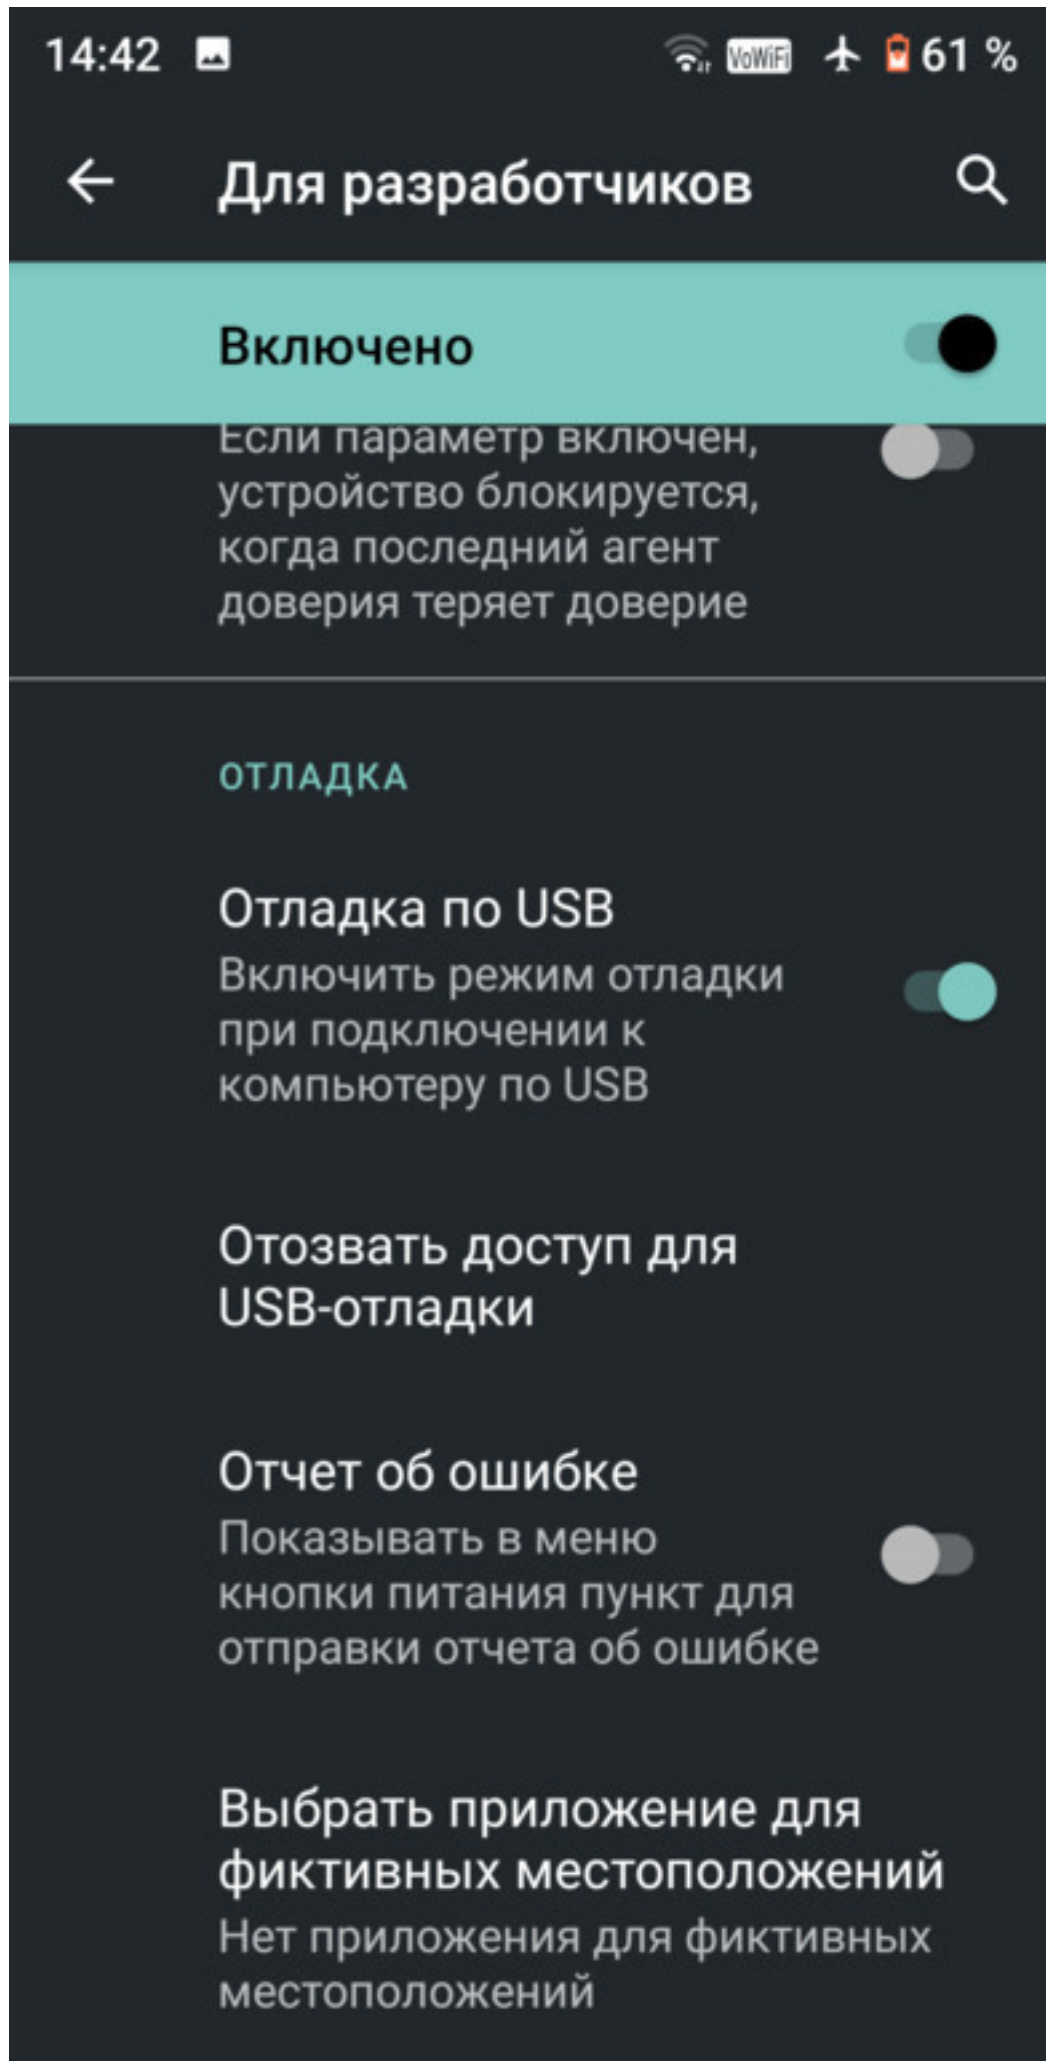 14:42 VoWiFi 61 %
Для разработчиков
Включено
Если параметр включен,
устройство блокируется,
когда последний агент
доверия теряет доверие
ОТЛАДКА
Отладка по USB
Включить режим отладки
при подключении к
компьютеру по USB
Отозвать доступ для
USB-отладки
Отчет об ошибке
Показывать в меню
кнопки питания пункт для
отправки отчета об ошибке
Выбрать приложение для
фиктивных местоположений
Нет приложения для фиктивных
местоположений